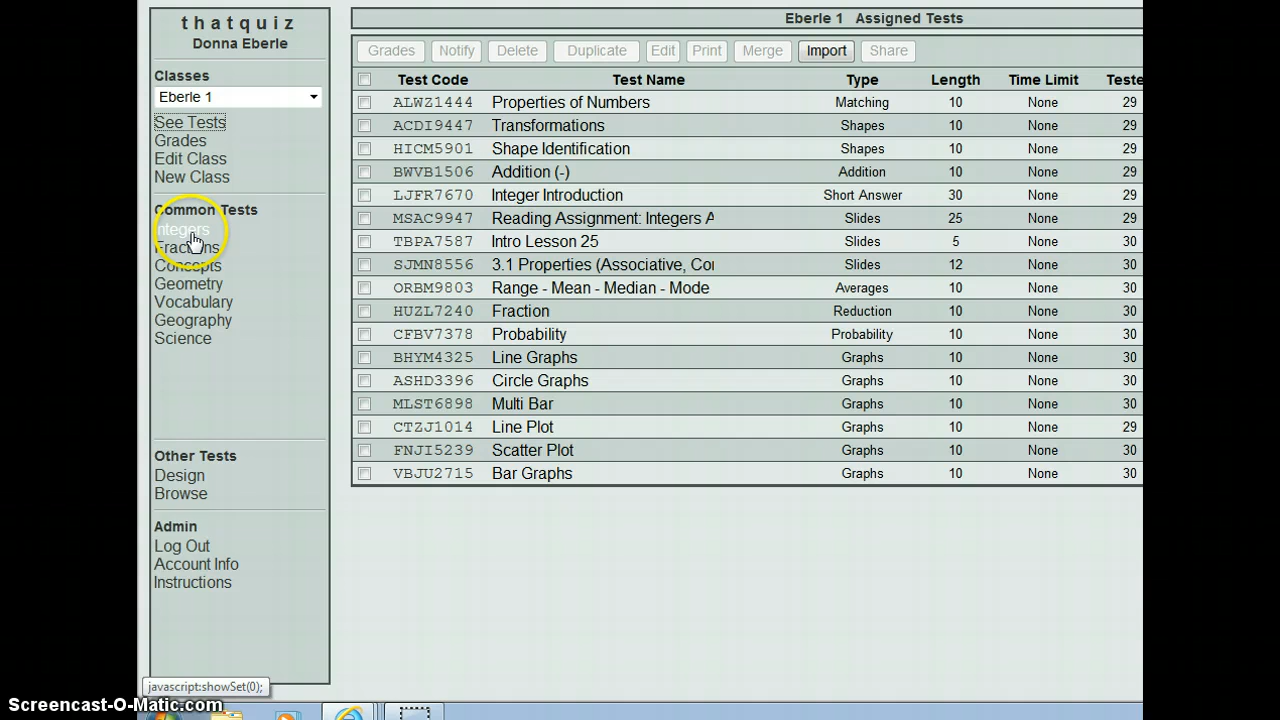 thatquiz
Donna Eberle
Classes
Eberle 1
See Tests
Grades
Edit Class
New Class
Common Tests
Integers
Fractions
Concepts
Geometry
Vocabulary
Geography
Science
Other Tests
Design
Browse
Admin
Log Out
Account Info
Instructions
Eberle 1 Assigned Tests
Grades Notify Delete Duplicate Edit Print Merge Import Share
Test Code Test Name Type Length Time Limit Teste
ALWZ1444 Properties of Numbers Matching 10 None 29
ACDI9447 Transformations Shapes 10 None 29
HICM5901 Shape Identification Shapes 10 None 29
BWVB1506 Addition (-) Addition 10 None 29
LJFR7670 Integer Introduction Short Answer 30 None 29
MSAC9947 Reading Assignment: Integers A Slides 25 None 29
TBPA7587 Intro Lesson 25 Slides 5 None 30
SJMN8556 3.1 Properties (Associative, Cor Slides 12 None 30
ORBM9803 Range - Mean - Median - Mode Averages 10 None 30
HUZL7240 Fraction Reduction 10 None 30
CFBV7378 Probability Probability 10 None 30
BHYM4325 Line Graphs Graphs 10 None 30
ASHD3396 Circle Graphs Graphs 10 None 30
MLST6898 Multi Bar Graphs 10 None 30
CTZJ1014 Line Plot Graphs 10 None 29
FNJI5239 Scatter Plot Graphs 10 None 30
VBJU2715 Bar Graphs Graphs 10 None 30
javascript:showSet(0);
Screencast-O-Matic.com